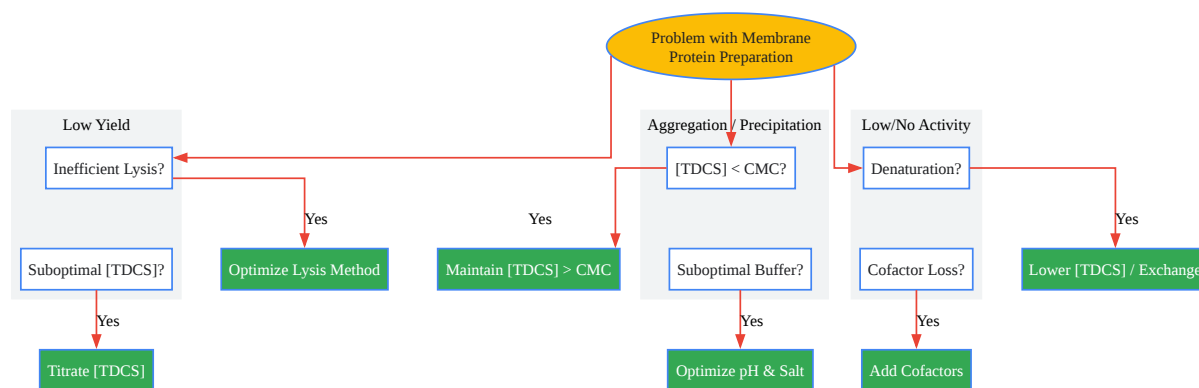 Problem with Membrane
Protein Preparation
Low Yield
Aggregation / Precipitation
Low/No Activity
Inefficient Lysis?
[TDCS] < CMC?
Denaturation?
Yes
Yes
Yes
Suboptimal [TDCS]?
Optimize Lysis Method
Maintain [TDCS] > CMC
Suboptimal Buffer?
Cofactor Loss?
Lower [TDCS] / Exchange
Yes
Yes
Yes
Titrate [TDCS]
Optimize pH & Salt
Add Cofactors